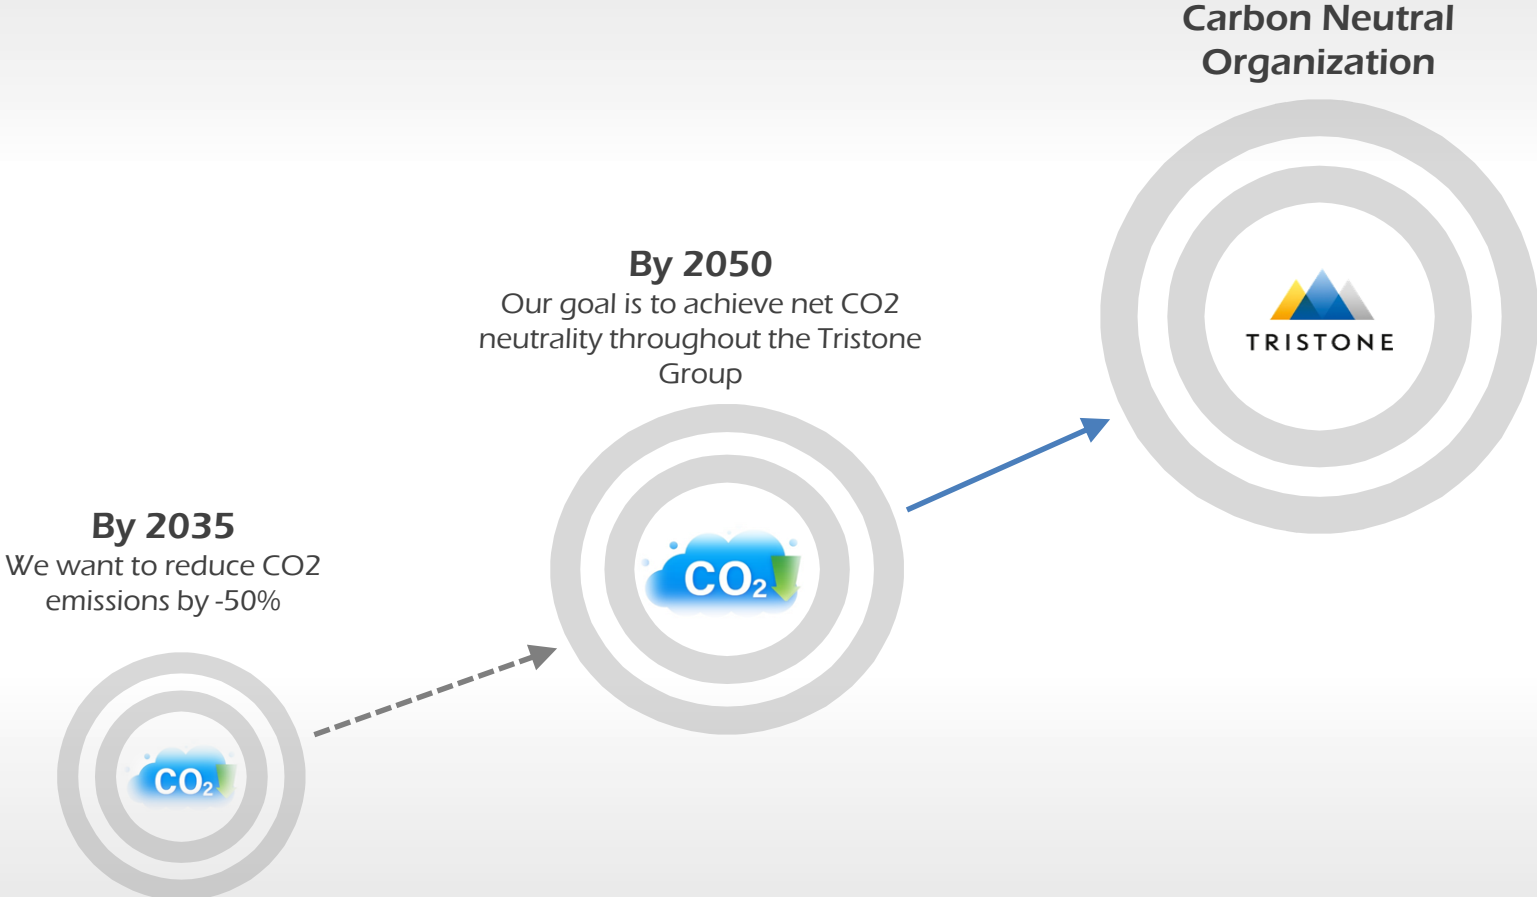 Carbon Neutral
Organization
TRISTONE
By 2050
Our goal is to achieve net CO2
neutrality throughout the Tristone
Group
CO₂
By 2035
We want to reduce CO2
emissions by -50%
CO₂